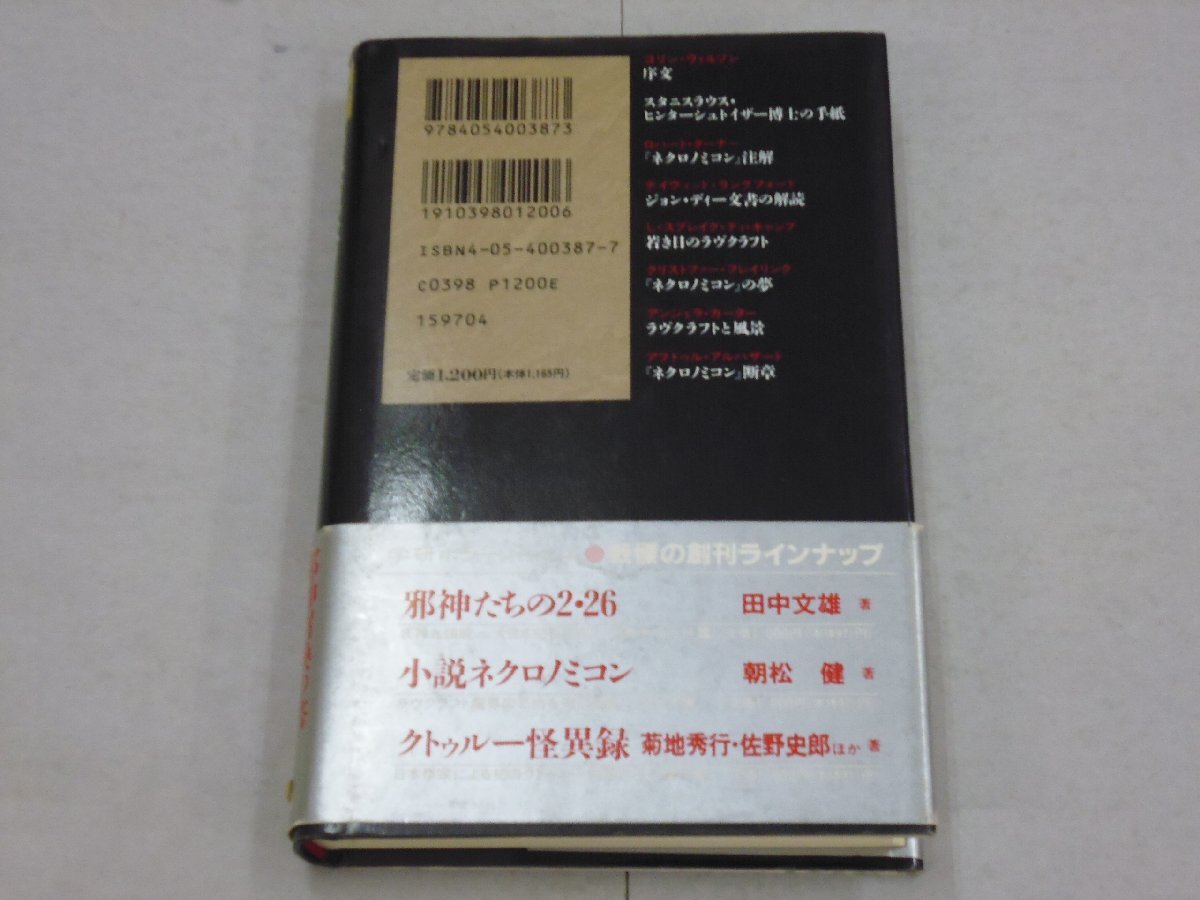 9784054003873
1910398012006
ISBN4-05-400387-7
C0398 P1200E
159704
定価1,200円(本体1,165円)
コリン・ウィルソン
序文
スタニスラウス・
ヒンターシュトイザー博士の手紙
ロバート・ターナー
『ネクロノミコン』注解
デイヴィッド・ラングフォード
ジョン・ディー文書の解読
L・スプレイグ・ディ・キャンプ
若き日のラヴクラフト
クリストファー・フレイリング
『ネクロノミコン』の夢
アンジェラ・カーター
ラヴクラフトと風景
アブドゥル・アルハザード
『ネクロノミコン』断章
の創刊ラインナップ
邪神たちの2・26 田中文雄 著
小説ネクロノミコン 朝松 健 著
クトゥルー怪異録 菊地秀行・佐野史郎ほか 著